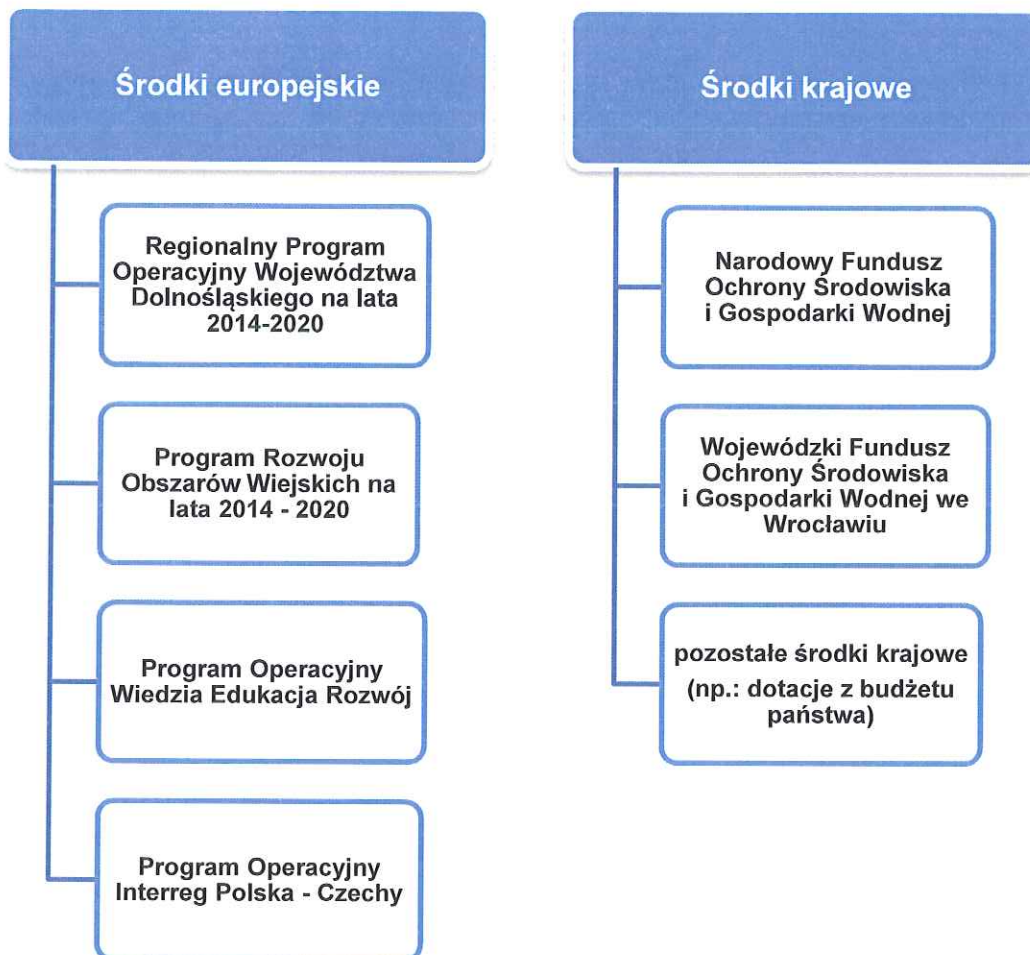 Środki europejskie
Regionalny Program
Operacyjny Województwa
Dolnośląskiego na lata
2014-2020
Program Rozwoju
Obszarów Wiejskich na
lata 2014 - 2020
Program Operacyjny
Wiedzia Edukacja Rozwój
Program Operacyjny
Interreg Polska - Czechy
Środki krajowe
Narodowy Fundusz
Ochrony Środowiska
i Gospodarki Wodnej
Wojewódzki Fundusz
Ochrony Środowiska
i Gospodarki Wodnej we
Wrocławiu
pozostałe środki krajowe
(np.: dotacje z budżetu
państwa)